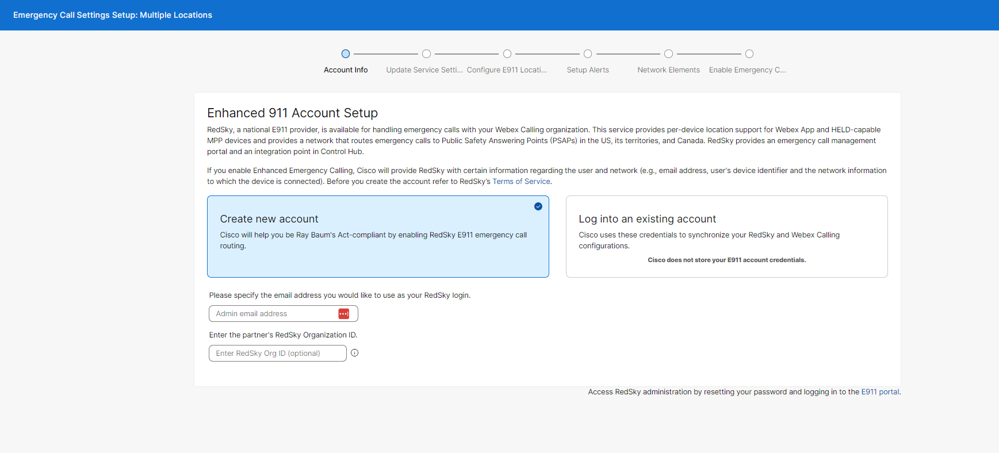 Emergency Call Settings Setup: Multiple Locations
Account Info
Update Service Setti...
Configure E911 Locati...
Setup Alerts
Network Elements
Enable Emergency C...
Enhanced 911 Account Setup
RedSky, a national E911 provider, is available for handling emergency calls with your Webex Calling organization. This service provides per-device location support for Webex App and HELD-capable
MPP devices and provides a network that routes emergency calls to Public Safety Answering Points (PSAPs) in the US, its territories, and Canada. RedSky provides an emergency call management
portal and an integration point in Control Hub.
If you enable Enhanced Emergency Calling, Cisco will provide RedSky with certain information regarding the user and network (e.g., email address, user's device identifier and the network information
to which the device is connected). Before you create the account refer to RedSky’s Terms of Service.
Create new account
Cisco will help you be Ray Baum's Act-compliant by enabling RedSky E911 emergency call
routing.
Log into an existing account
Cisco uses these credentials to synchronize your RedSky and Webex Calling
configurations.
Cisco does not store your E911 account credentials.
Please specify the email address you would like to use as your RedSky login.
Admin email address
Enter the partner's RedSky Organization ID.
Enter RedSky Org ID (optional)
Access RedSky administration by resetting your password and logging in to the E911 portal.